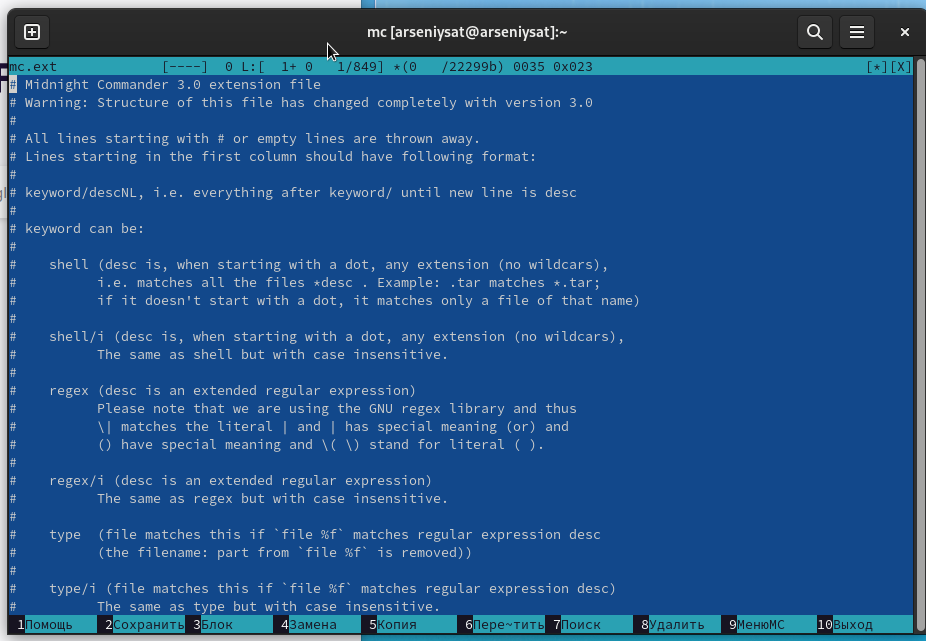 mc [arseniysat@arseniysat]:~
mc.ext [----] 0 L:[ 1+ 0 1/849] *(0 /22299b) 0035 0x023 [*][X]
# Midnight Commander 3.0 extension file
# Warning: Structure of this file has changed completely with version 3.0
#
# All lines starting with # or empty lines are thrown away.
# Lines starting in the first column should have following format:
#
# keyword/descNL, i.e. everything after keyword/ until new line is desc
#
# keyword can be:
#
# shell (desc is, when starting with a dot, any extension (no wildcars),
# i.e. matches all the files *desc . Example: .tar matches *.tar;
# if it doesn't start with a dot, it matches only a file of that name)
#
# shell/i (desc is, when starting with a dot, any extension (no wildcars),
# The same as shell but with case insensitive.
#
# regex (desc is an extended regular expression)
# Please note that we are using the GNU regex library and thus
# \| matches the literal | and | has special meaning (or) and
# () have special meaning and \( \) stand for literal ( ).
#
# regex/i (desc is an extended regular expression)
# The same as regex but with case insensitive.
#
# type (file matches this if `file %f` matches regular expression desc
# (the filename: part from `file %f` is removed))
#
# type/i (file matches this if `file %f` matches regular expression desc)
# The same as type but with case insensitive.
1Помощь 2Сохранить 3Блок 4Замена 5Копия 6Пере~тить 7Поиск 8Удалить 9МенюМС 10Выход